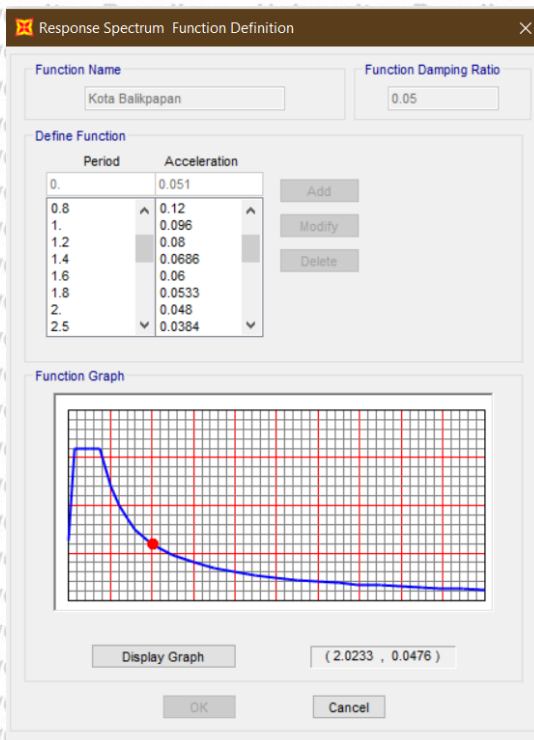 Response Spectrum Function Definition
Function Name
Kota Balikpapan
Function Damping Ratio
0.05
Define Function
Period Acceleration
0. 0.051
0.8 0.12
1. 0.096
1.2 0.08
1.4 0.0686
1.6 0.06
1.8 0.0533
2. 0.048
2.5 0.0384
Add
Modify
Delete
Function Graph
Display Graph
( 2.0233 , 0.0476 )
OK
Cancel